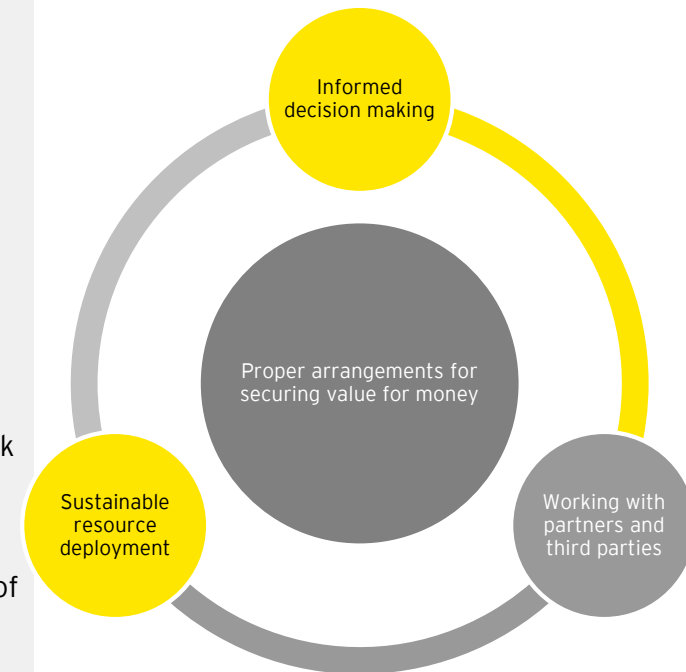 Informed
decision making
Proper arrangements for
securing value for money
k
Sustainable
resource
deployment
Working with
partners and
third parties
of